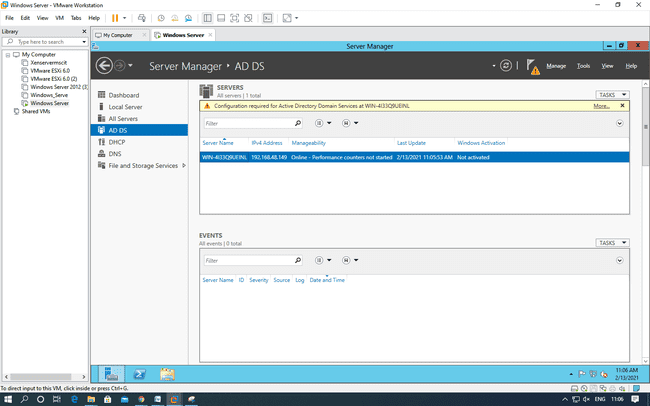 Windows Server - VMware Workstation
File Edit View VM Tabs Help
Library
Type here to search
My Computer
Xenservermscit
VMware ESXi 6.0
VMware ESXi 6.0 (2)
Windows Server 2012 (3)
Windows_Serve
Windows Server
Shared VMs
My Computer
Windows Server
Server Manager
Server Manager AD DS
Manage Tools View Help
Dashboard
Local Server
All Servers
AD DS
DHCP
DNS
File and Storage Services
SERVERS
All servers | 1 total
TASKS
Configuration required for Active Directory Domain Services at WIN-4I33Q9UEINL
More...
Filter
Server Name IPv4 Address Manageability Last Update Windows Activation
WIN-4I33Q9UEINL 192.168.48.149 Online - Performance counters not started 2/13/2021 11:05:53 AM Not activated
EVENTS
All events | 0 total
TASKS
Filter
Server Name ID Severity Source Log Date and Time
11:06 AM
2/13/2021
To direct input to this VM, click inside or press Ctrl+G.
ENG 11:06